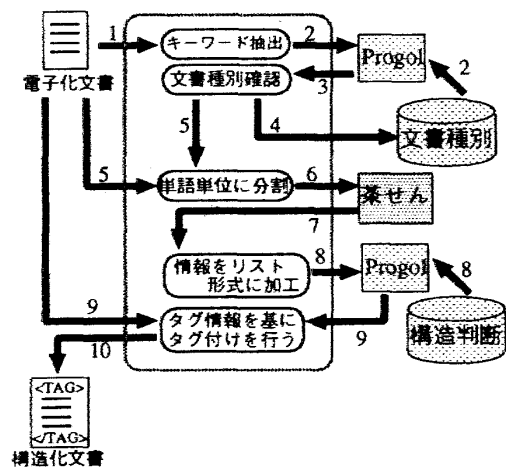 1
キーワード抽出
2
Progol
電子化文書
文書種別確認
3
2
5
4
文書種別
5
単語単位に分割
6
茶せん
7
情報をリスト
形式に加工
8
Progol
8
9
タグ情報を基に
タグ付けを行う
9
構造判断
10
<TAG>
</TAG>
構造化文書